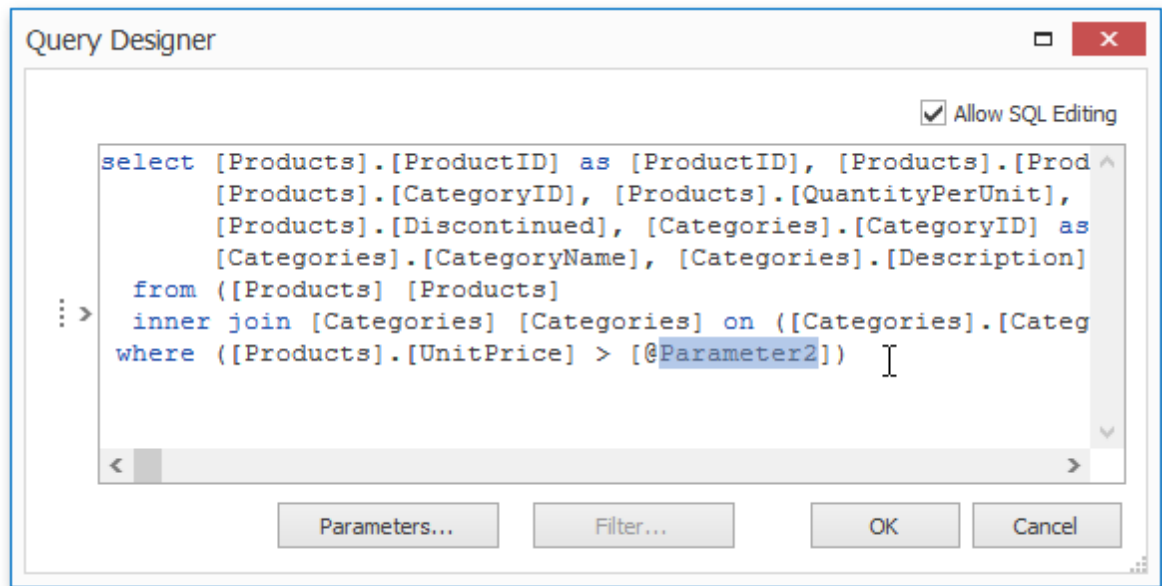 Query Designer
Allow SQL Editing
select [Products].[ProductID] as [ProductID], [Products].[Prod
[Products].[CategoryID], [Products].[QuantityPerUnit],
[Products].[Discontinued], [Categories].[CategoryID] as
[Categories].[CategoryName], [Categories].[Description]
from ([Products] [Products]
inner join [Categories] [Categories] on ([Categories].[Categ
where ([Products].[UnitPrice] > [@Parameter2])
Parameters... Filter... OK Cancel